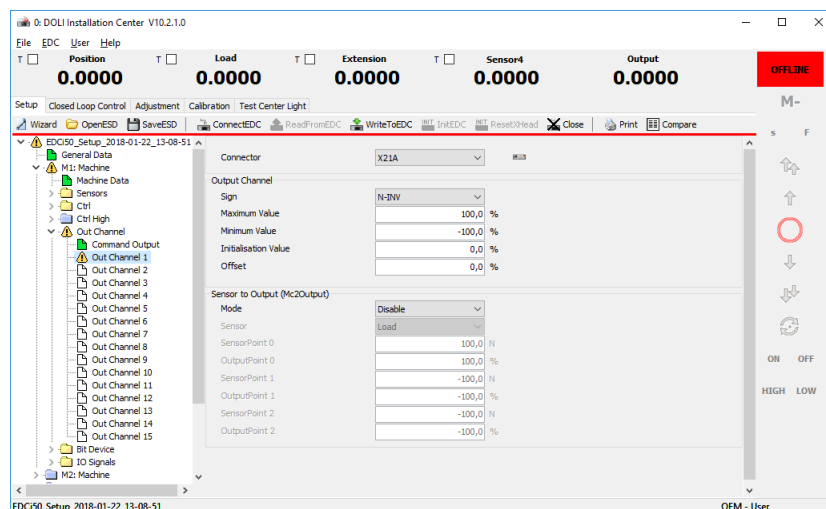 0: DOLI Installation Center V10.2.1.0
File EDC User Help
T Position T Load T Extension T Sensor4 Output
0.0000 0.0000 0.0000 0.0000 0.0000
OFFLINE
M-
Setup Closed Loop Control Adjustment Calibration Test Center Light
Wizard OpenESD SaveESD ConnectEDC ReadFromEDC WriteToEDC INIT InitEDC INIT ResetXHead Close Print Compare
s F
EDCi50_Setup_2018-01-22_13-08-51
General Data
M1: Machine
Machine Data
Sensors
Ctrl
Ctrl High
Out Channel
Command Output
Out Channel 1
Out Channel 2
Out Channel 3
Out Channel 4
Out Channel 5
Out Channel 6
Out Channel 7
Out Channel 8
Out Channel 9
Out Channel 10
Out Channel 11
Out Channel 12
Out Channel 13
Out Channel 14
Out Channel 15
Bit Device
IO Signals
M2: Machine
Connector X21A
Output Channel
Sign N-INV
Maximum Value 100,0 %
Minimum Value -100,0 %
Initialisation Value 0,0 %
Offset 0,0 %
Sensor to Output (Mc2Output)
Mode Disable
Sensor Load
SensorPoint 0 100,0 N
OutputPoint 0 100,0 %
SensorPoint 1 -100,0 N
OutputPoint 1 -100,0 %
SensorPoint 2 -100,0 N
OutputPoint 2 -100,0 %
ON OFF
HIGH LOW
EDCi50_Setup_2018-01-22_13-08-51 OEM - User